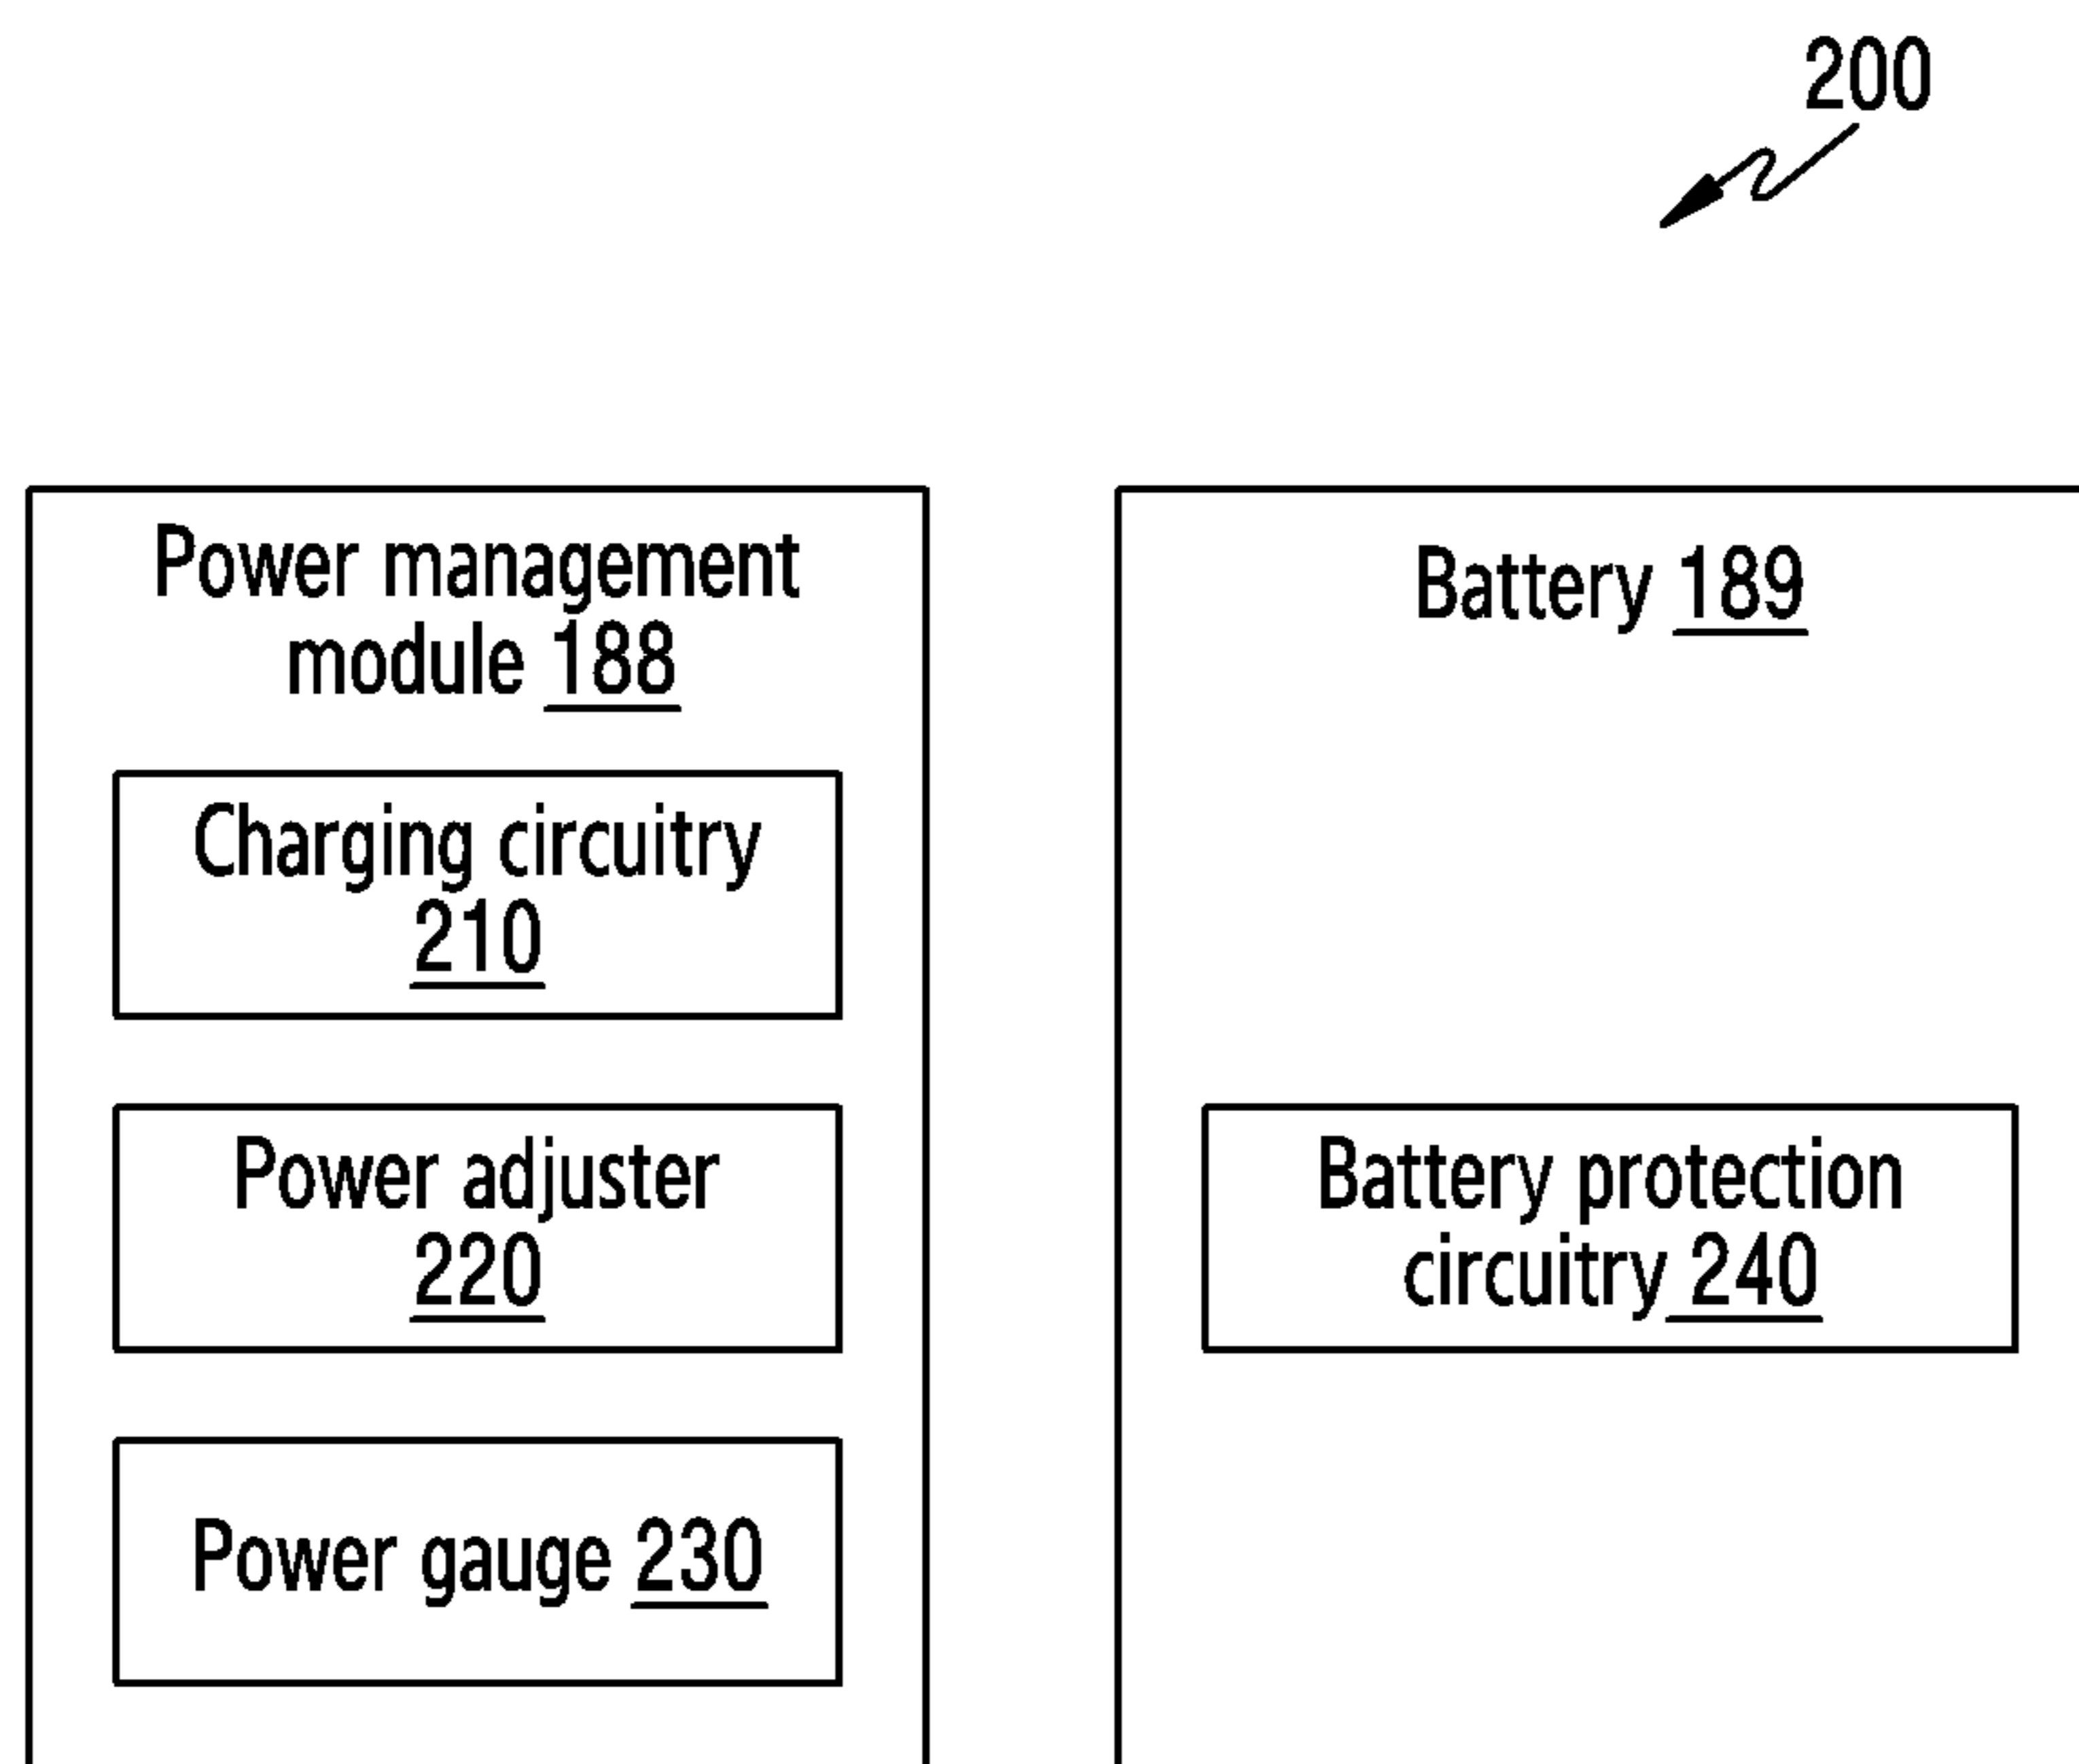 200
Power management
module 188
Charging circuitry
210
Power adjuster
220
Power gauge 230
Battery 189
Battery protection
circuitry 240